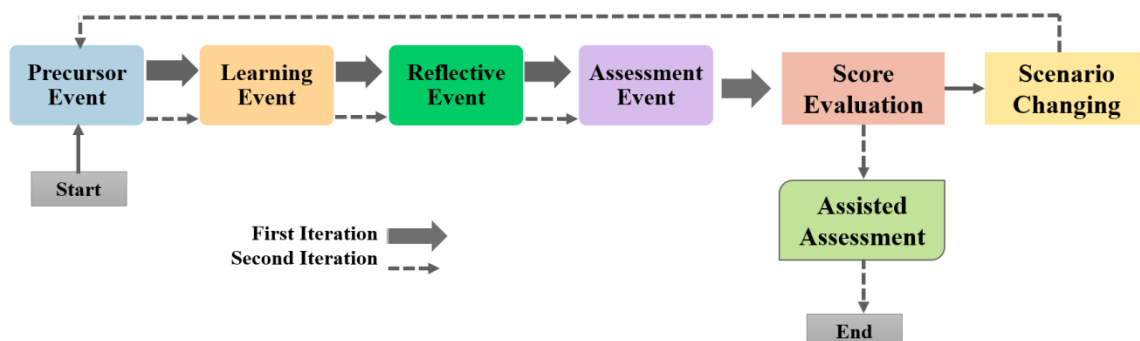 Precursor
Event
Learning
Event
Reflective
Event
Assessment
Event
Score
Evaluation
Scenario
Changing
Start
First Iteration
Second Iteration
Assisted
Assessment
End